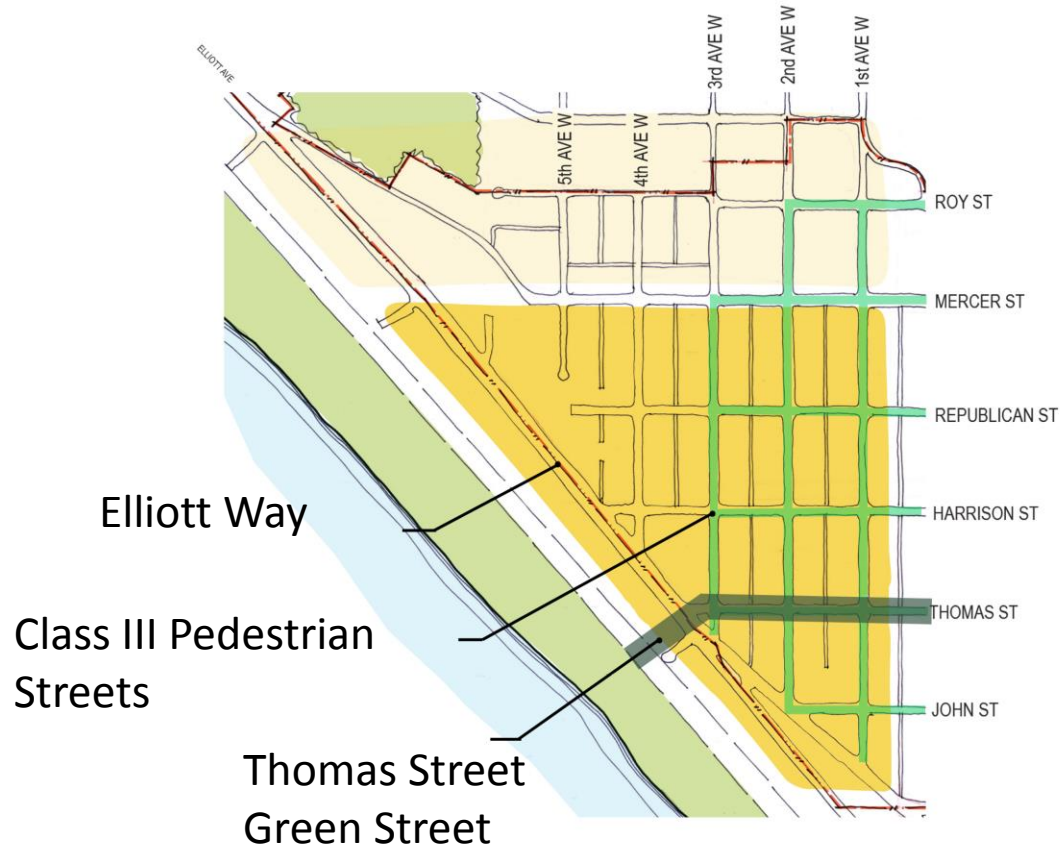 ELLIOTT AVE
3rd AVE W
2nd AVE W
1st AVE W
5th AVE W
4th AVE W
ROY ST
MERCER ST
REPUBLICAN ST
HARRISON ST
THOMAS ST
JOHN ST
Elliott Way
Class III Pedestrian
Streets
Thomas Street
Green Street